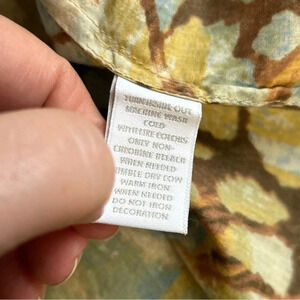 TURN INSIDE OUT
MACHINE WASH
COLD
WITH LIKE COLORS
ONLY NON-
CHLORINE BLEACH
WHEN NEEDED
TUMBLE DRY LOW
WARM IRON
WHEN NEEDED
DO NOT IRON
DECORATION